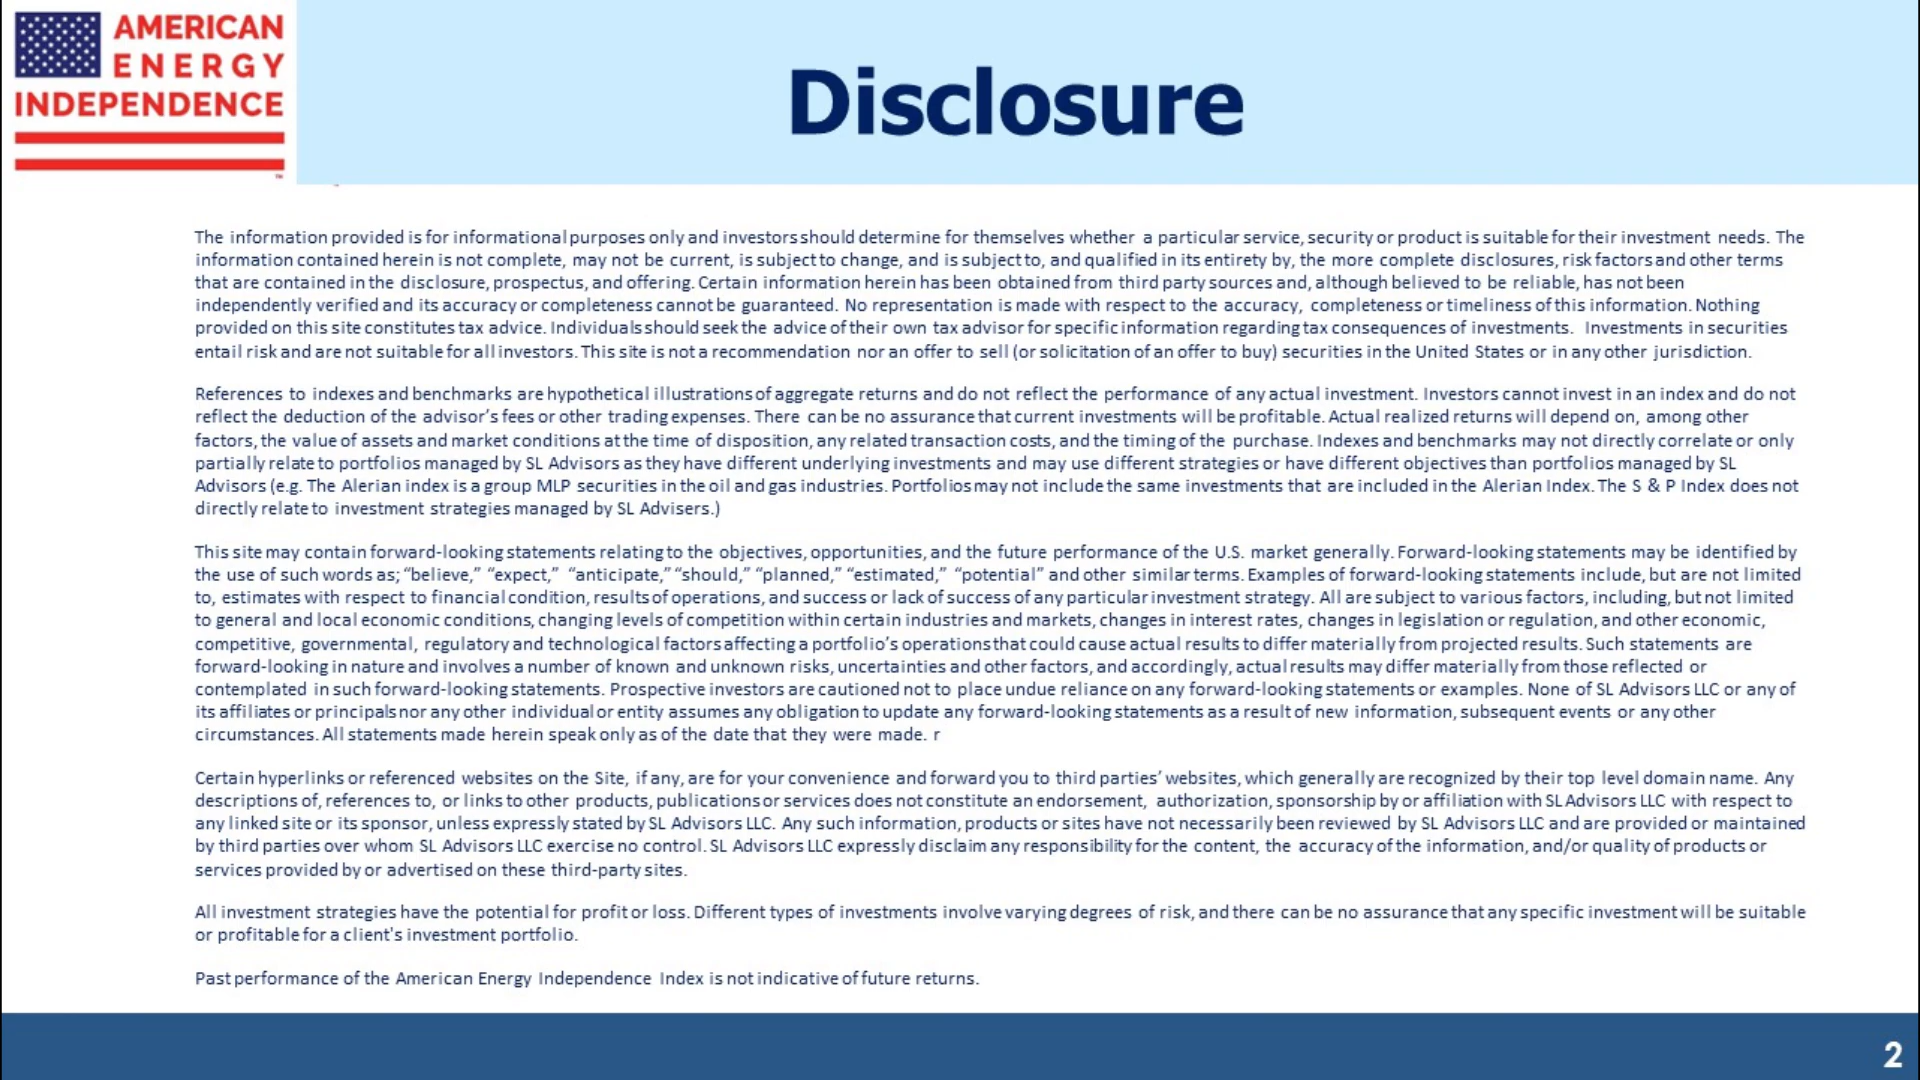 AMERICAN
ENERGY
INDEPENDENCE
™
Disclosure
The information provided is for informational purposes only and investors should determine for themselves whether a particular service, security or product is suitable for their investment needs. The
information contained herein is not complete, may not be current, is subject to change, and is subject to, and qualified in its entirety by, the more complete disclosures, risk factors and other terms
that are contained in the disclosure, prospectus, and offering. Certain information herein has been obtained from third party sources and, although believed to be reliable, has not been
independently verified and its accuracy or completeness cannot be guaranteed. No representation is made with respect to the accuracy, completeness or timeliness of this information. Nothing
provided on this site constitutes tax advice. Individuals should seek the advice of their own tax advisor for specific information regarding tax consequences of investments. Investments in securities
entail risk and are not suitable for all investors. This site is not a recommendation nor an offer to sell (or solicitation of an offer to buy) securities in the United States or in any other jurisdiction.
References to indexes and benchmarks are hypothetical illustrations of aggregate returns and do not reflect the performance of any actual investment. Investors cannot invest in an index and do not
reflect the deduction of the advisor’s fees or other trading expenses. There can be no assurance that current investments will be profitable. Actual realized returns will depend on, among other
factors, the value of assets and market conditions at the time of disposition, any related transaction costs, and the timing of the purchase. Indexes and benchmarks may not directly correlate or only
partially relate to portfolios managed by SL Advisors as they have different underlying investments and may use different strategies or have different objectives than portfolios managed by SL
Advisors (e.g. The Alerian index is a group MLP securities in the oil and gas industries. Portfolios may not include the same investments that are included in the Alerian Index. The S & P Index does not
directly relate to investment strategies managed by SL Advisers.)
This site may contain forward-looking statements relating to the objectives, opportunities, and the future performance of the U.S. market generally. Forward-looking statements may be identified by
the use of such words as; “believe,” “expect,” “anticipate,” “should,” “planned,” “estimated,” “potential” and other similar terms. Examples of forward-looking statements include, but are not limited
to, estimates with respect to financial condition, results of operations, and success or lack of success of any particular investment strategy. All are subject to various factors, including, but not limited
to general and local economic conditions, changing levels of competition within certain industries and markets, changes in interest rates, changes in legislation or regulation, and other economic,
competitive, governmental, regulatory and technological factors affecting a portfolio’s operations that could cause actual results to differ materially from projected results. Such statements are
forward-looking in nature and involves a number of known and unknown risks, uncertainties and other factors, and accordingly, actual results may differ materially from those reflected or
contemplated in such forward-looking statements. Prospective investors are cautioned not to place undue reliance on any forward-looking statements or examples. None of SL Advisors LLC or any of
its affiliates or principals nor any other individual or entity assumes any obligation to update any forward-looking statements as a result of new information, subsequent events or any other
circumstances. All statements made herein speak only as of the date that they were made. r
Certain hyperlinks or referenced websites on the Site, if any, are for your convenience and forward you to third parties’ websites, which generally are recognized by their top level domain name. Any
descriptions of, references to, or links to other products, publications or services does not constitute an endorsement, authorization, sponsorship by or affiliation with SL Advisors LLC with respect to
any linked site or its sponsor, unless expressly stated by SL Advisors LLC. Any such information, products or sites have not necessarily been reviewed by SL Advisors LLC and are provided or maintained
by third parties over whom SL Advisors LLC exercise no control. SL Advisors LLC expressly disclaim any responsibility for the content, the accuracy of the information, and/or quality of products or
services provided by or advertised on these third-party sites.
All investment strategies have the potential for profit or loss. Different types of investments involve varying degrees of risk, and there can be no assurance that any specific investment will be suitable
or profitable for a client's investment portfolio.
Past performance of the American Energy Independence Index is not indicative of future returns.
2